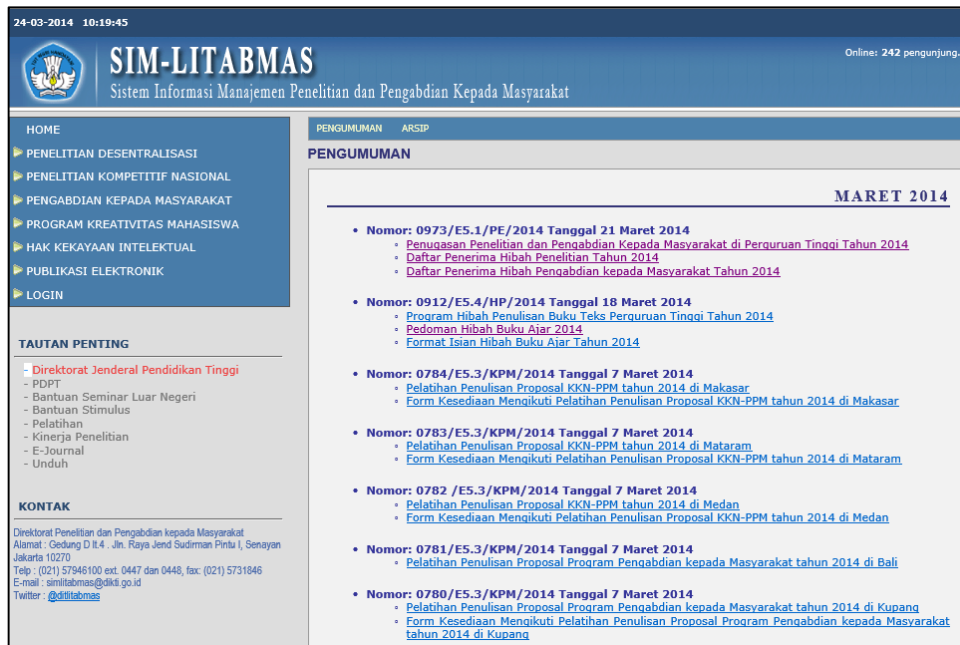 24-03-2014 10:19:45
SIM-LITABMAS
Sistem Informasi Manajemen Penelitian dan Pengabdian Kepada Masyarakat
Online: 242 pengunjung.
HOME
PENELITIAN DESENTRALISASI
PENELITIAN KOMPETITIF NASIONAL
PENGABDIAN KEPADA MASYARAKAT
PROGRAM KREATIVITAS MAHASISWA
HAK KEKAYAAN INTELEKTUAL
PUBLIKASI ELEKTRONIK
LOGIN
TAUTAN PENTING
- Direktorat Jenderal Pendidikan Tinggi
- PDPT
- Bantuan Seminar Luar Negeri
- Bantuan Stimulus
- Pelatihan
- Kinerja Penelitian
- E-Journal
- Unduh
KONTAK
Direktorat Penelitian dan Pengabdian kepada Masyarakat
Alamat : Gedung D lt.4 . Jln. Raya Jend Sudirman Pintu I, Senayan
Jakarta 10270
Telp : (021) 57946100 ext. 0447 dan 0448, fax: (021) 5731846
E-mail : simlitabmas@dikti.go.id
Twitter : @ditlitabmas
PENGUMUMAN ARSIP
PENGUMUMAN
MARET 2014
• Nomor: 0973/E5.1/PE/2014 Tanggal 21 Maret 2014
◦ Penugasan Penelitian dan Pengabdian Kepada Masyarakat di Perguruan Tinggi Tahun 2014
◦ Daftar Penerima Hibah Penelitian Tahun 2014
◦ Daftar Penerima Hibah Pengabdian kepada Masyarakat Tahun 2014
• Nomor: 0912/E5.4/HP/2014 Tanggal 18 Maret 2014
◦ Program Hibah Penulisan Buku Teks Perguruan Tinggi Tahun 2014
◦ Pedoman Hibah Buku Ajar 2014
◦ Format Isian Hibah Buku Ajar Tahun 2014
• Nomor: 0784/E5.3/KPM/2014 Tanggal 7 Maret 2014
◦ Pelatihan Penulisan Proposal KKN-PPM tahun 2014 di Makasar
◦ Form Kesediaan Mengikuti Pelatihan Penulisan Proposal KKN-PPM tahun 2014 di Makasar
• Nomor: 0783/E5.3/KPM/2014 Tanggal 7 Maret 2014
◦ Pelatihan Penulisan Proposal KKN-PPM tahun 2014 di Mataram
◦ Form Kesediaan Mengikuti Pelatihan Penulisan Proposal KKN-PPM tahun 2014 di Mataram
• Nomor: 0782 /E5.3/KPM/2014 Tanggal 7 Maret 2014
◦ Pelatihan Penulisan Proposal KKN-PPM tahun 2014 di Medan
◦ Form Kesediaan Mengikuti Pelatihan Penulisan Proposal KKN-PPM tahun 2014 di Medan
• Nomor: 0781/E5.3/KPM/2014 Tanggal 7 Maret 2014
◦ Pelatihan Penulisan Proposal Program Pengabdian kepada Masyarakat tahun 2014 di Bali
• Nomor: 0780/E5.3/KPM/2014 Tanggal 7 Maret 2014
◦ Pelatihan Penulisan Proposal Program Pengabdian kepada Masyarakat tahun 2014 di Kupang
◦ Form Kesediaan Mengikuti Pelatihan Penulisan Proposal Program Pengabdian kepada Masyarakat
tahun 2014 di Kupang